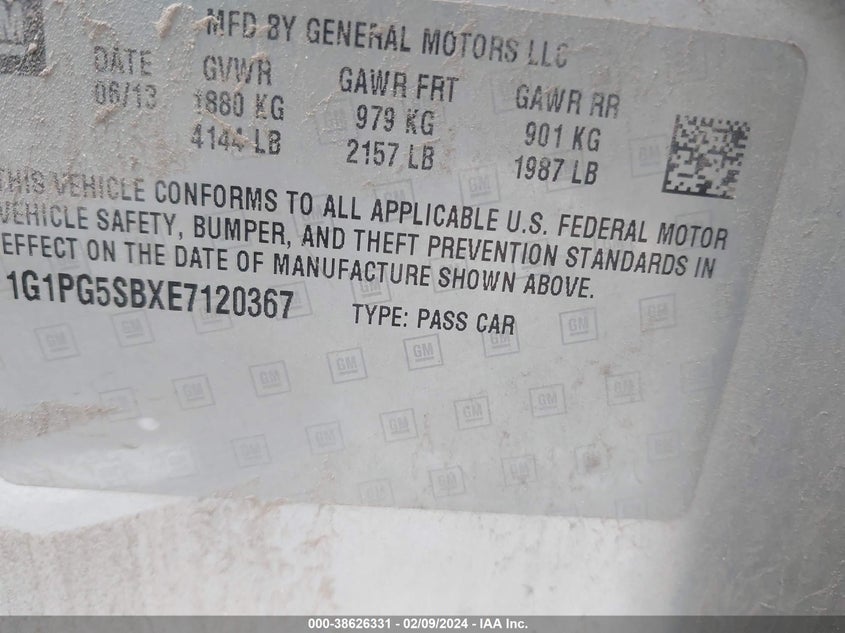 GM
MFD BY GENERAL MOTORS LLC
DATE GVWR GAWR FRT GAWR RR
06/13 1880 KG 979 KG 901 KG
4144 LB 2157 LB 1987 LB
THIS VEHICLE CONFORMS TO ALL APPLICABLE U.S. FEDERAL MOTOR
VEHICLE SAFETY, BUMPER, AND THEFT PREVENTION STANDARDS IN
EFFECT ON THE DATE OF MANUFACTURE SHOWN ABOVE.
1G1PG5SBXE7120367 TYPE: PASS CAR
000-38626331 - 02/09/2024 - IAA Inc.